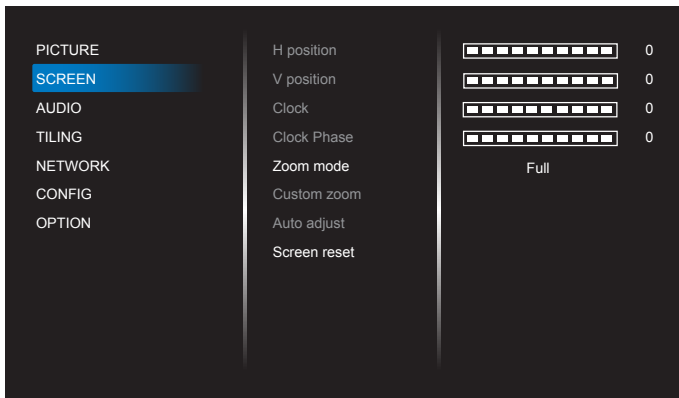 PICTURE
SCREEN
AUDIO
TILING
NETWORK
CONFIG
OPTION
H position 0
V position 0
Clock 0
Clock Phase 0
Zoom mode Full
Custom zoom
Auto adjust
Screen reset